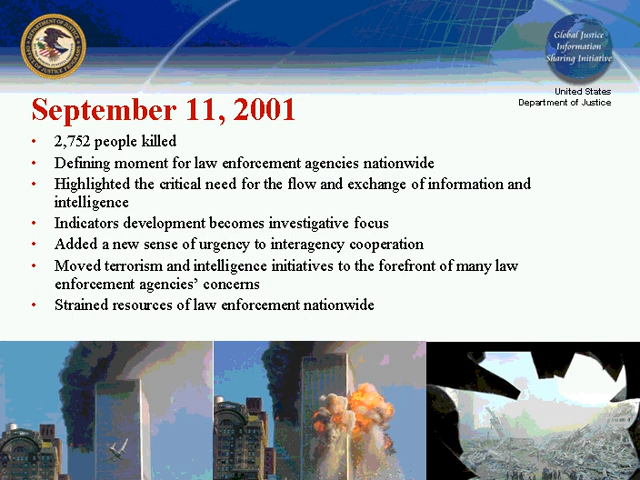 Global Justice
Information
Sharing Initiative
United States
Department of Justice
September 11, 2001
• 2,752 people killed
• Defining moment for law enforcement agencies nationwide
• Highlighted the critical need for the flow and exchange of information and
intelligence
• Indicators development becomes investigative focus
• Added a new sense of urgency to interagency cooperation
• Moved terrorism and intelligence initiatives to the forefront of many law
enforcement agencies’ concerns
• Strained resources of law enforcement nationwide